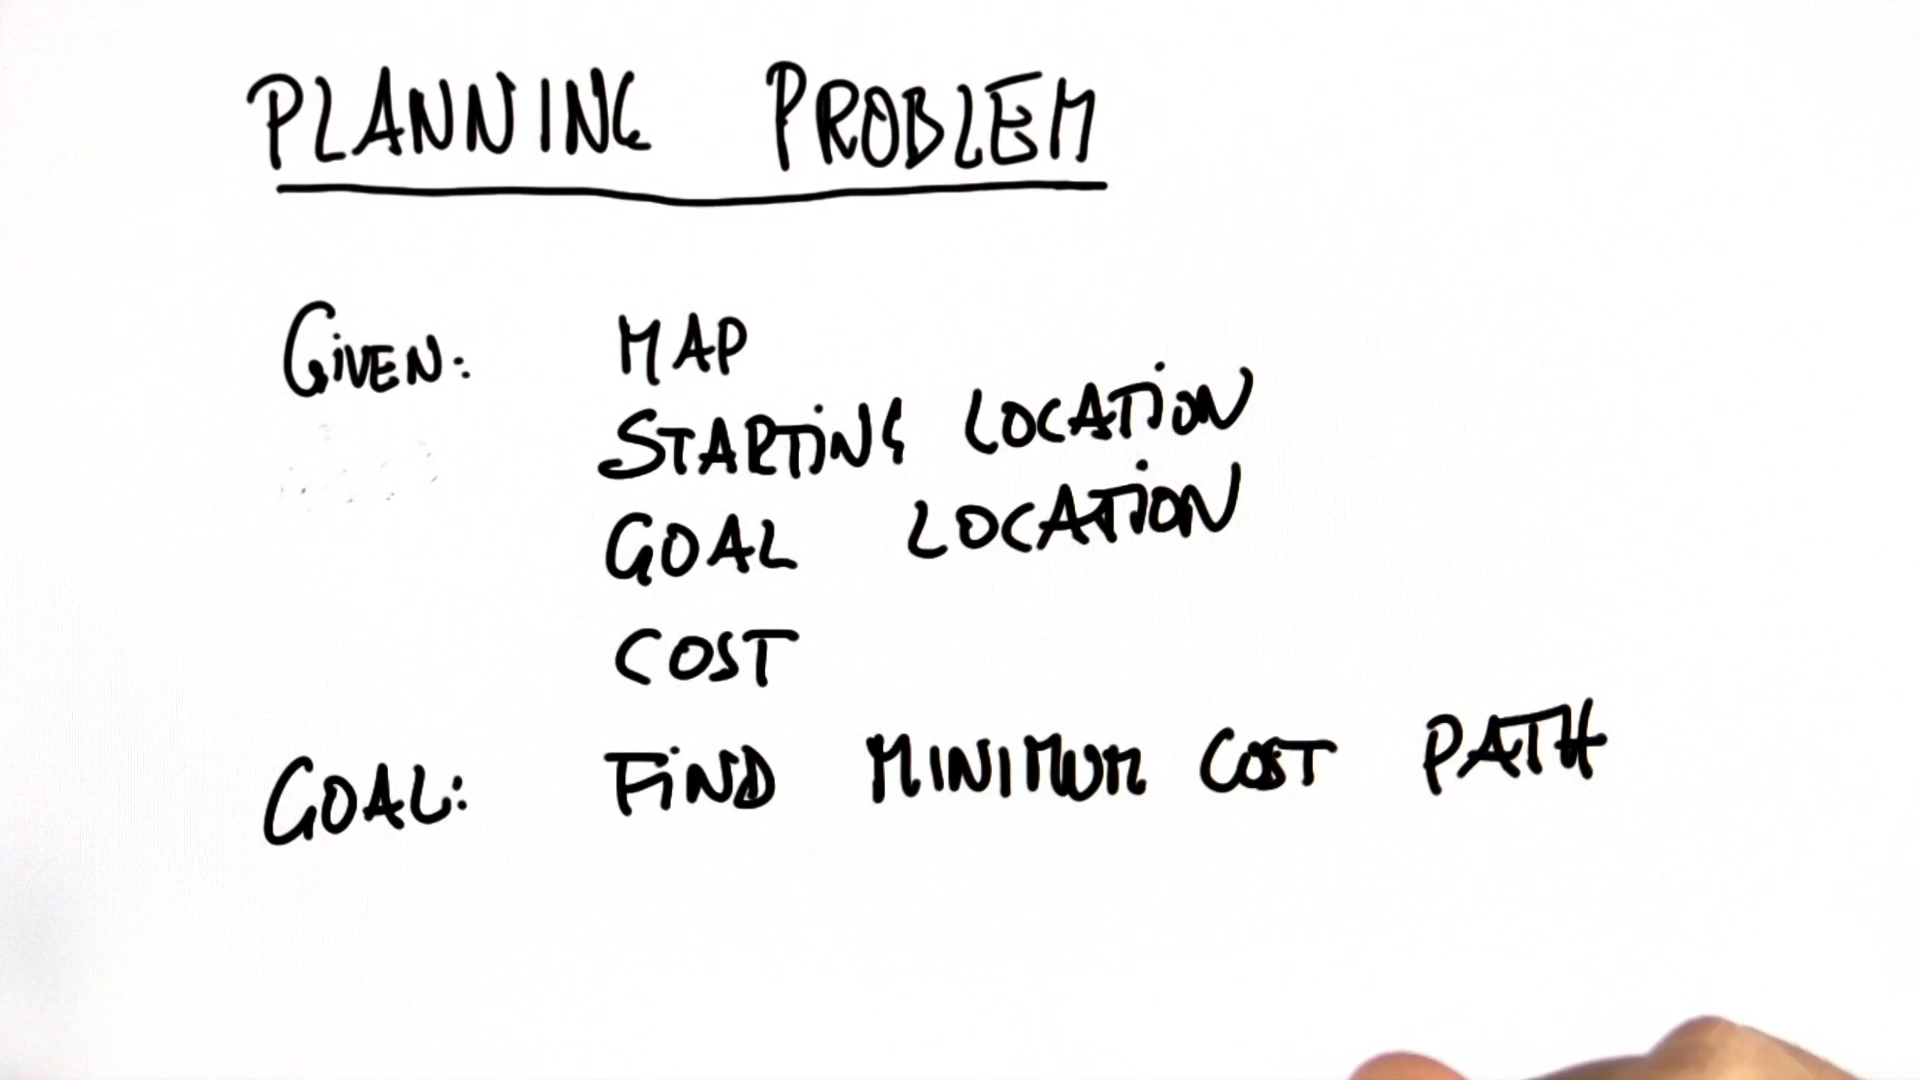 PLANNING PROBLEM
GiVEN: MAP
STARTiNG LOCATiON
GOAL LOCATiON
COST
GOAL: FiND MINIMUM COST PATH